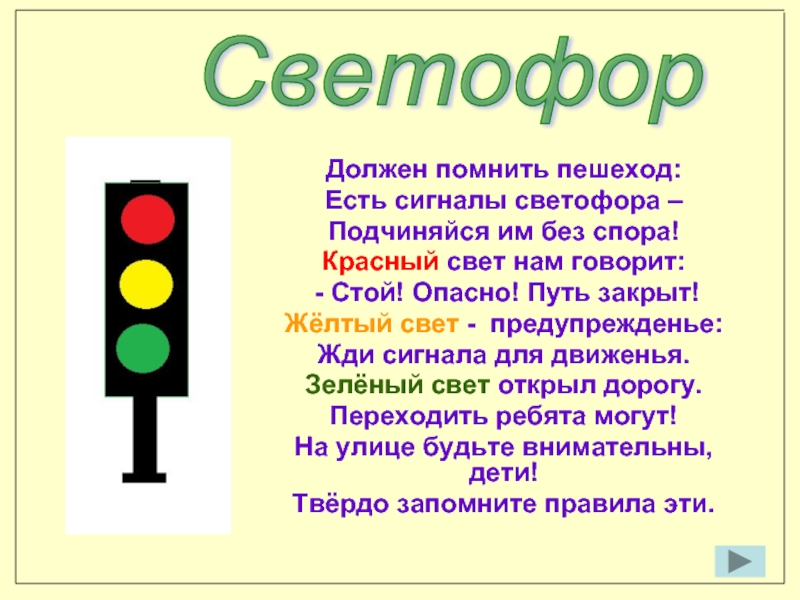 Светофор
Должен помнить пешеход:
Есть сигналы светофора –
Подчиняйся им без спора!
Красный свет нам говорит:
- Стой! Опасно! Путь закрыт!
Жёлтый свет - предупрежденье:
Жди сигнала для движенья.
Зелёный свет открыл дорогу.
Переходить ребята могут!
На улице будьте внимательны,
дети!
Твёрдо запомните правила эти.